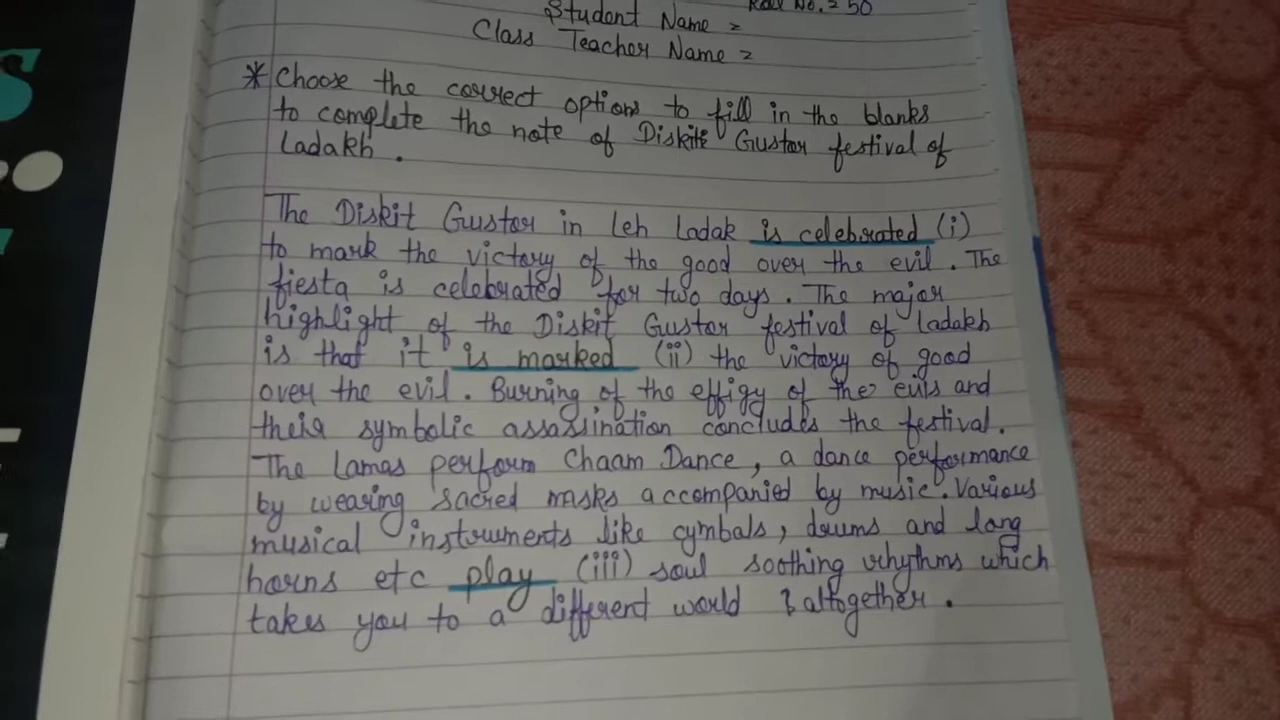 Roll No. = 50
Student Name =
Class Teacher Name =
* Choose the correct options to fill in the blanks
to complete the note of Diskit Gustor festival of
Ladakh.
The Diskit Gustor in Leh Ladak is celebrated (i)
to mark the victory of the good over the evil. The
fiesta is celebrated for two days. The major
highlight of the Diskit Gustor festival of Ladakh
is that it is marked (ii) the victory of good
over the evil. Burning of the effigy of the evils and
their symbolic assassination concludes the festival.
The Lamas perform Chaam Dance, a dance performance
by wearing sacred masks accompanied by music. Various
musical instruments like cymbals, drums and long
horns etc play (iii) soul soothing rhythms which
takes you to a different world altogether.